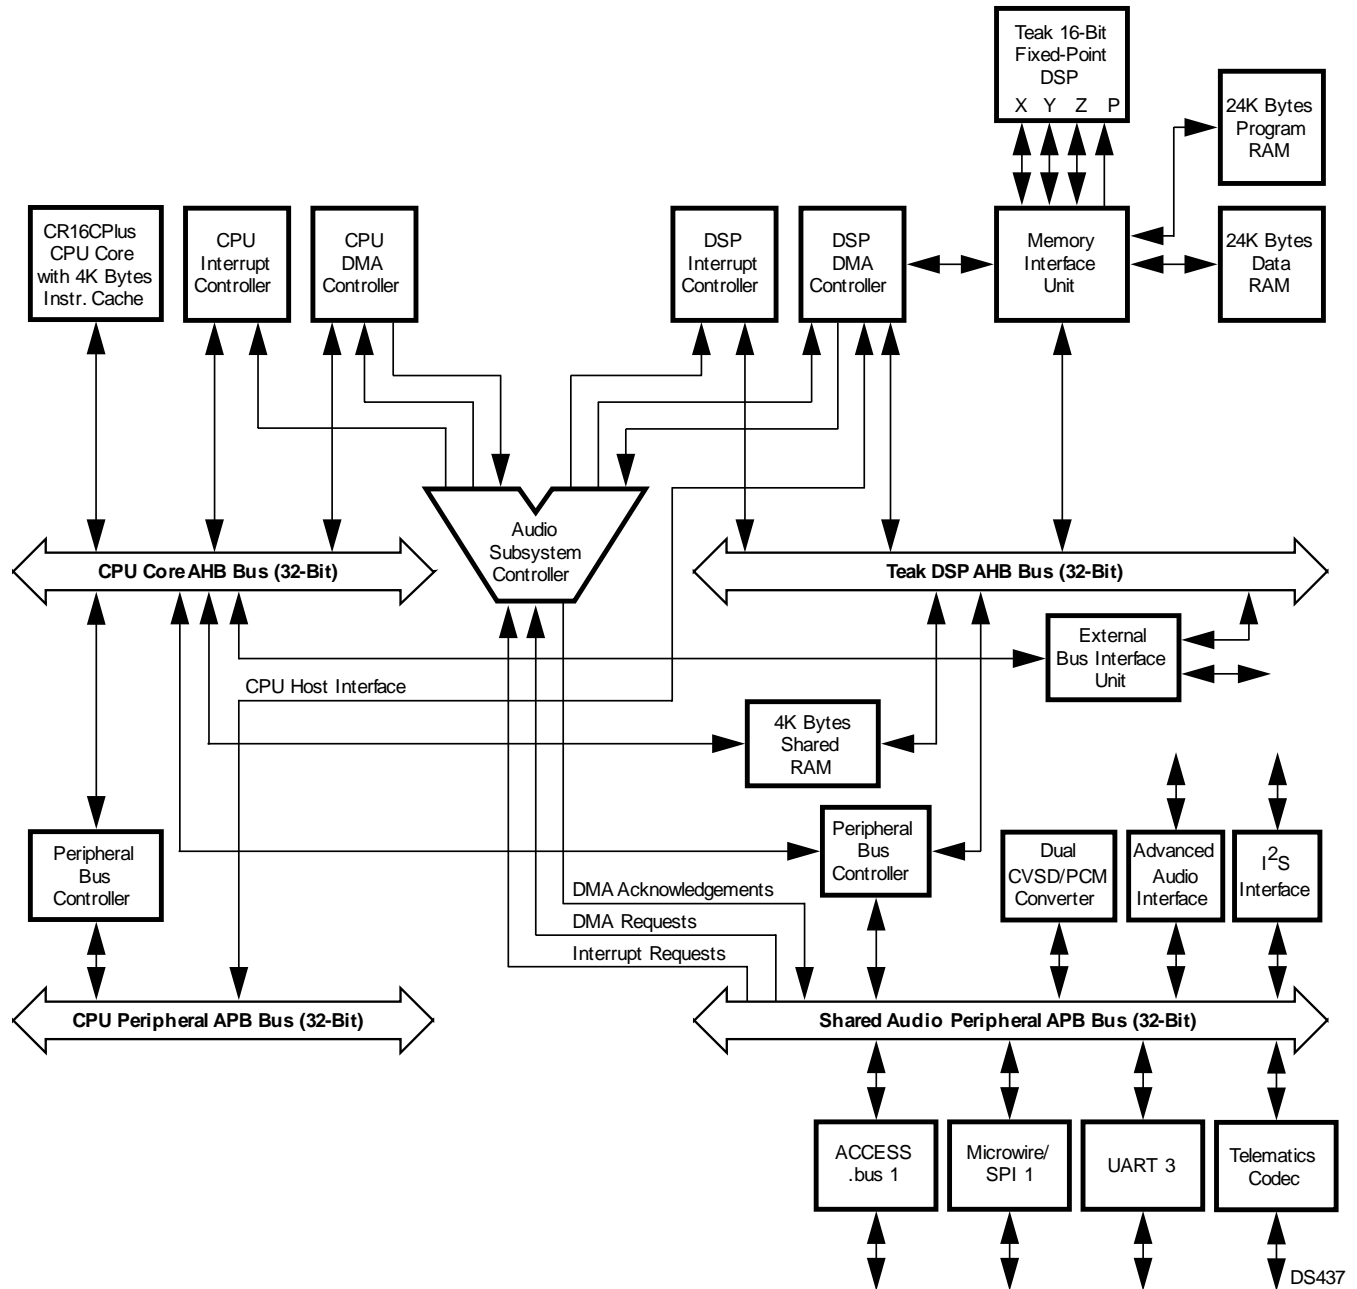 Teak 16-Bit
Fixed-Point
DSP
X Y Z P
24K Bytes
Program
RAM
CR16CPlus
CPU Core
with 4K Bytes
Instr. Cache
CPU
Interrupt
Controller
CPU
DMA
Controller
DSP
Interrupt
Controller
DSP
DMA
Controller
Memory
Interface
Unit
24K Bytes
Data
RAM
Audio
Subsystem
Controller
CPU Core AHB Bus (32-Bit)
Teak DSP AHB Bus (32-Bit)
External
Bus Interface
Unit
CPU Host Interface
4K Bytes
Shared
RAM
Peripheral
Bus
Controller
Peripheral
Bus
Controller
Dual
CVSD/PCM
Converter
Advanced
Audio
Interface
I2S
Interface
DMA Acknowledgements
DMA Requests
Interrupt Requests
CPU Peripheral APB Bus (32-Bit)
Shared Audio Peripheral APB Bus (32-Bit)
ACCESS
.bus 1
Microwire/
SPI 1
UART 3
Telematics
Codec
DS437